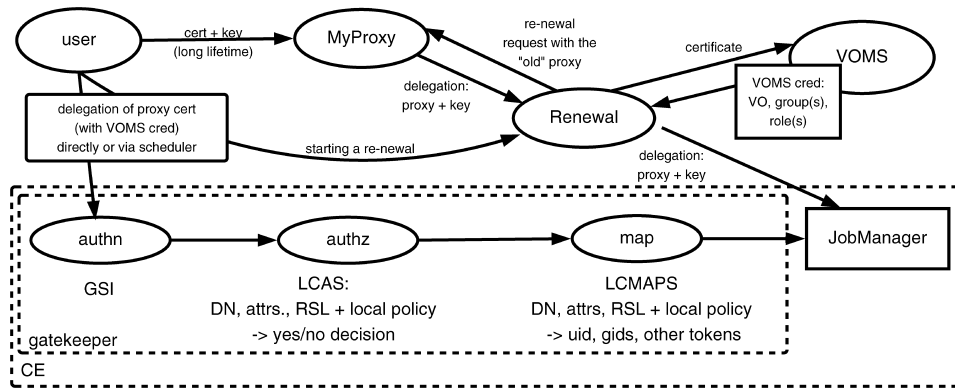 user
cert + key
(long lifetime)
MyProxy
re-newal
request with the
"old" proxy
certificate
VOMS
delegation:
proxy + key
VOMS cred:
VO, group(s),
role(s)
Renewal
delegation of proxy cert
(with VOMS cred)
directly or via scheduler
starting a re-newal
delegation:
proxy + key
authn
authz
map
JobManager
GSI
LCAS:
DN, attrs., RSL + local policy
-> yes/no decision
LCMAPS
DN, attrs, RSL + local policy
-> uid, gids, other tokens
gatekeeper
CE